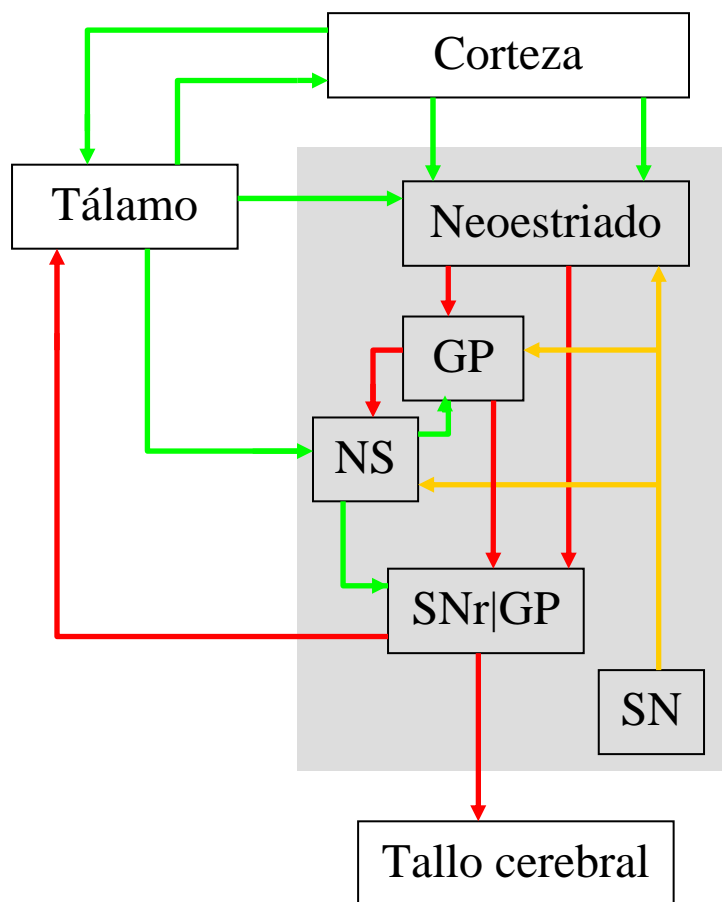 Corteza
Tálamo
Neoestriado
GP
NS
SNr|GP
SN
Tallo cerebral